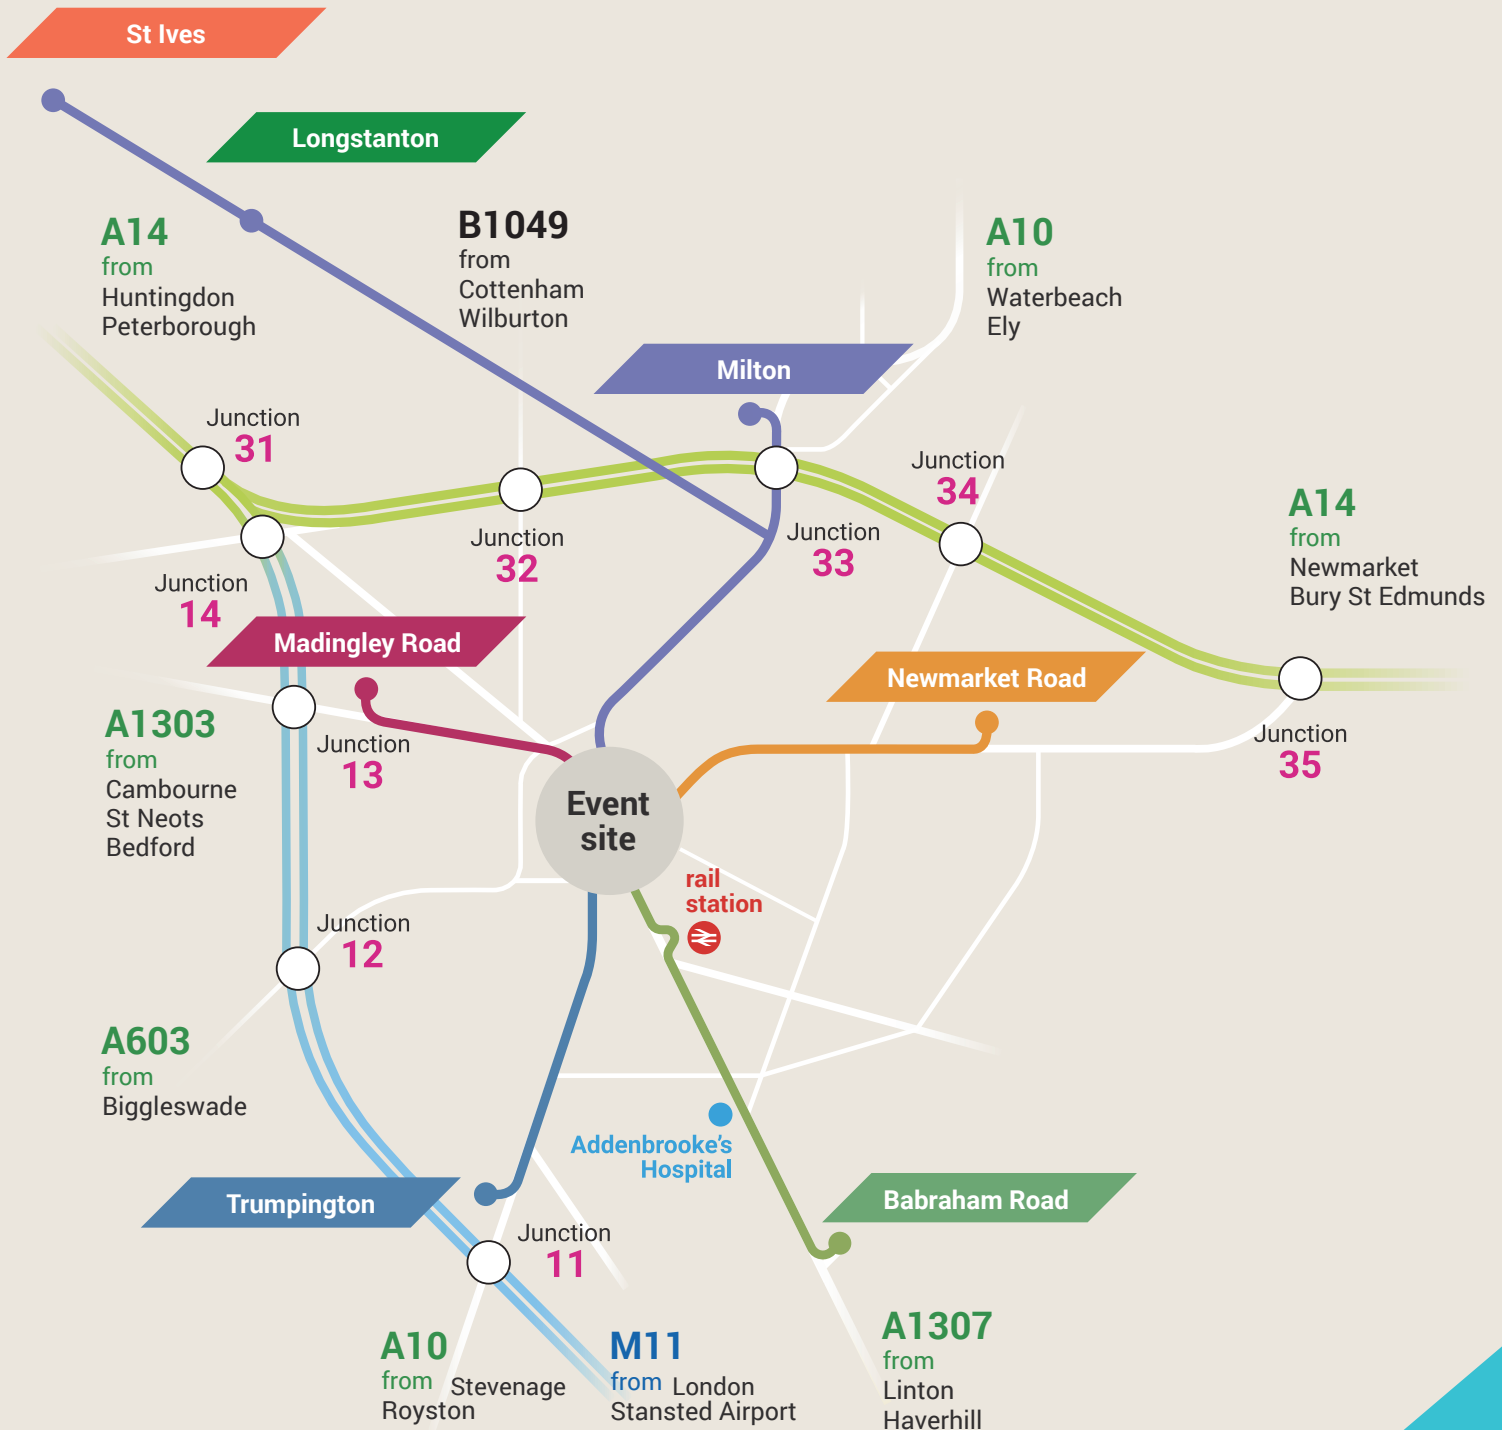 St Ives
Longstanton
A14
from
Huntingdon
Peterborough
B1049
from
Cottenham
Wilburton
A10
from
Waterbeach
Ely
Milton
Junction
31
Junction
34
Junction
32
Junction
33
A14
from
Newmarket
Bury St Edmunds
Junction
14
Madingley Road
Newmarket Road
A1303
from
Cambourne
St Neots
Bedford
Junction
13
Junction
35
Event
site
rail
station
Junction
12
A603
from
Biggleswade
Addenbrooke's
Hospital
Trumpington
Babraham Road
Junction
11
A10
from Stevenage
Royston
M11
from London
Stansted Airport
A1307
from
Linton
Haverhill